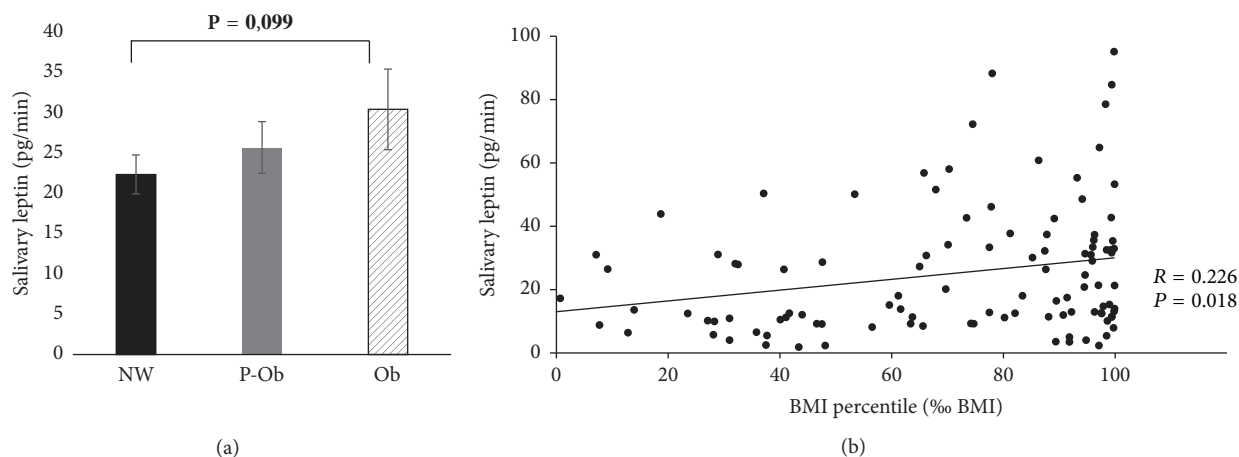 P = 0,099
Salivary leptin (pg/min)
40
35
30
25
20
15
10
5
0
NW P-Ob Ob
(a)
Salivary leptin (pg/min)
100
80
60
40
20
0
0 20 40 60 80 100
BMI percentile (‰ BMI)
R = 0.226
P = 0.018
(b)